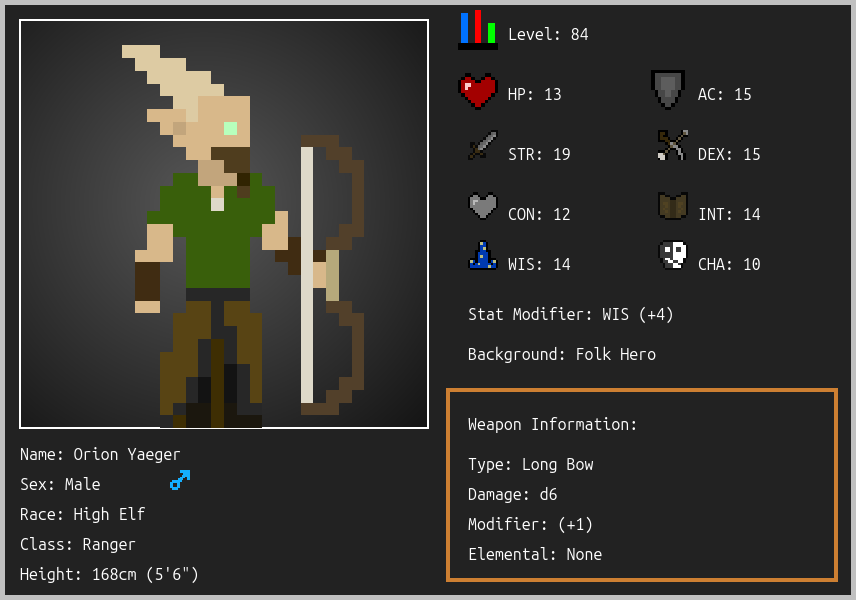 Level: 84
HP: 13
AC: 15
STR: 19
DEX: 15
CON: 12
INT: 14
WIS: 14
CHA: 10
Stat Modifier: WIS (+4)
Background: Folk Hero
Weapon Information:
Type: Long Bow
Damage: d6
Modifier: (+1)
Elemental: None
Name: Orion Yaeger
Sex: Male
Race: High Elf
Class: Ranger
Height: 168cm (5'6")